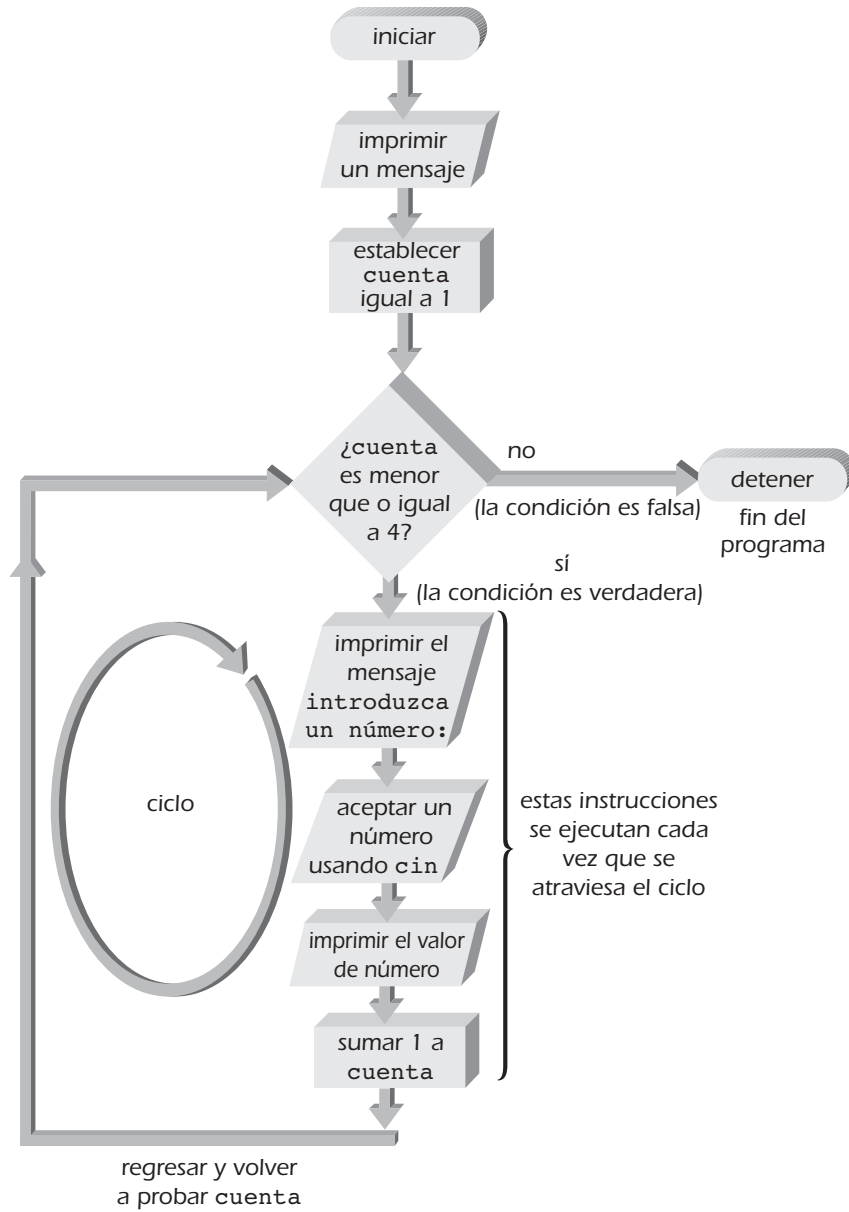 iniciar
imprimir
un mensaje
establecer
cuenta
igual a 1
¿cuenta
es menor
que o igual
a 4?
no
(la condición es falsa)
detener
fin del
programa
sí
(la condición es verdadera)
imprimir el
mensaje
introduzca
un número:
aceptar un
número
usando cin
imprimir el valor
de número
sumar 1 a
cuenta
ciclo
estas instrucciones
se ejecutan cada
vez que se
atraviesa el ciclo
regresar y volver
a probar cuenta